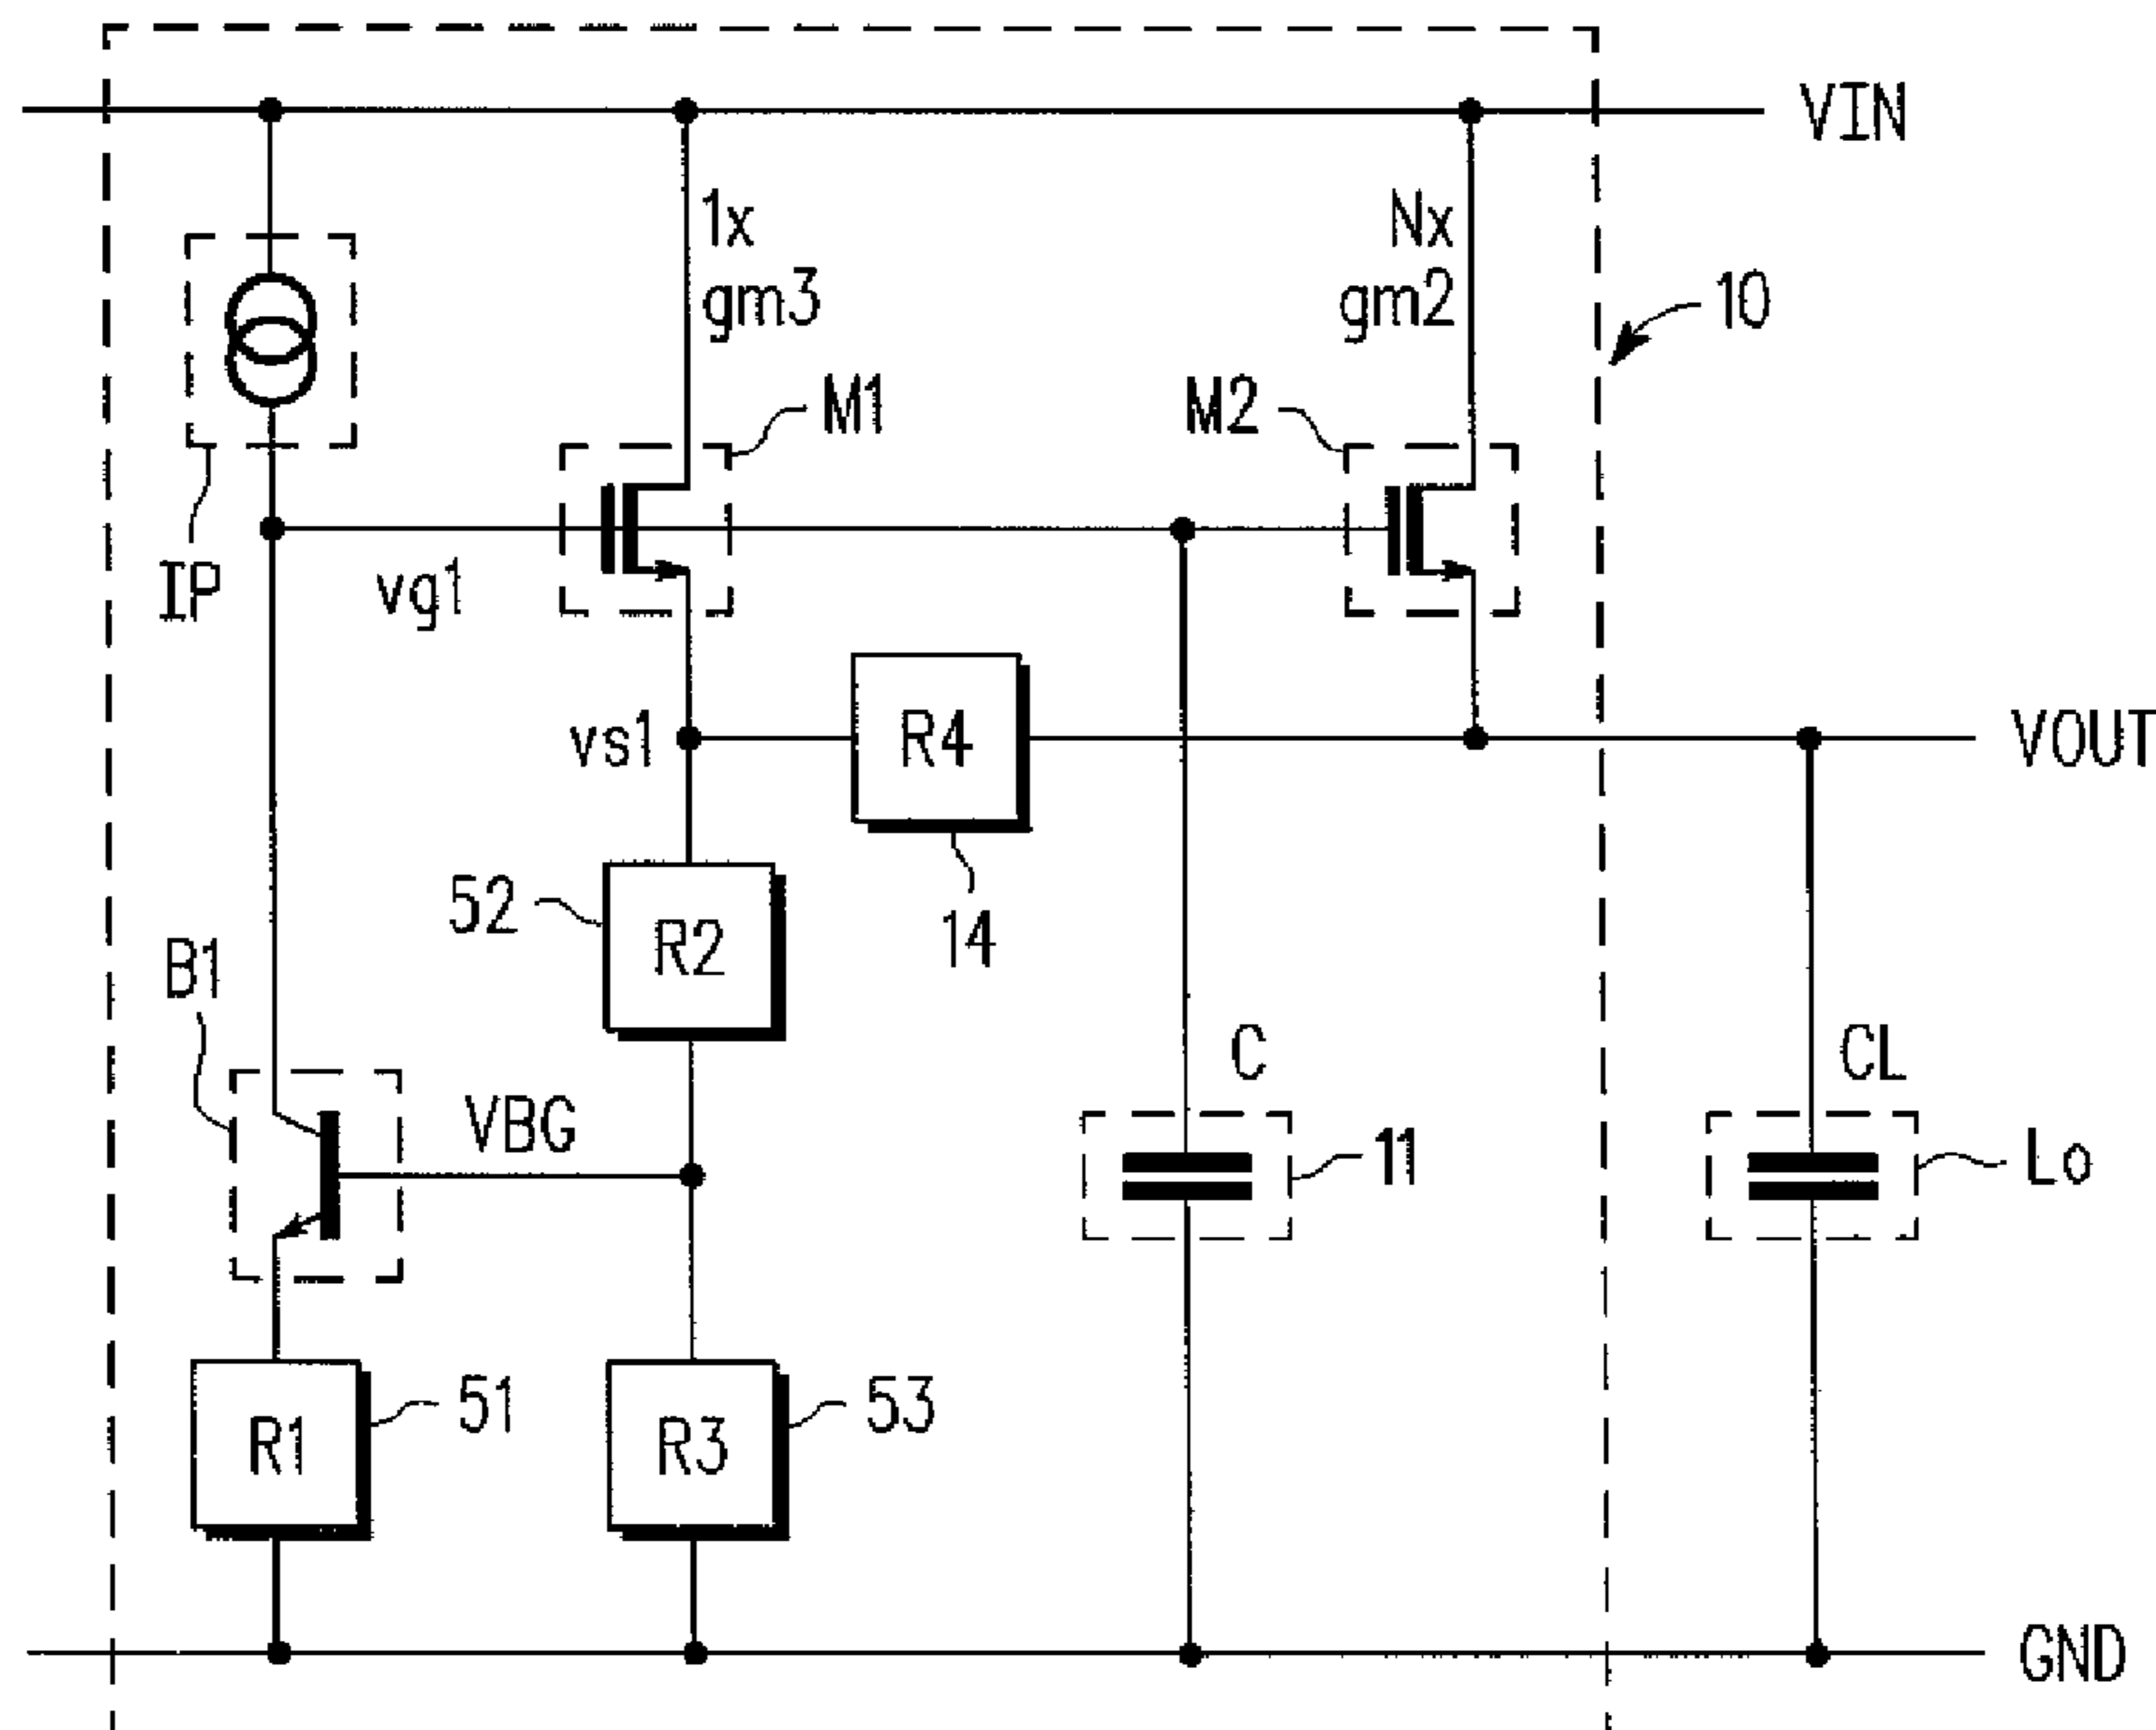 VIN
1x
gm3
Nx
gm2
10
M1
M2
IP
vg1
vs1
R4
VOUT
14
52
R2
B1
VBG
C
11
CL
Lo
R1
51
R3
53
GND